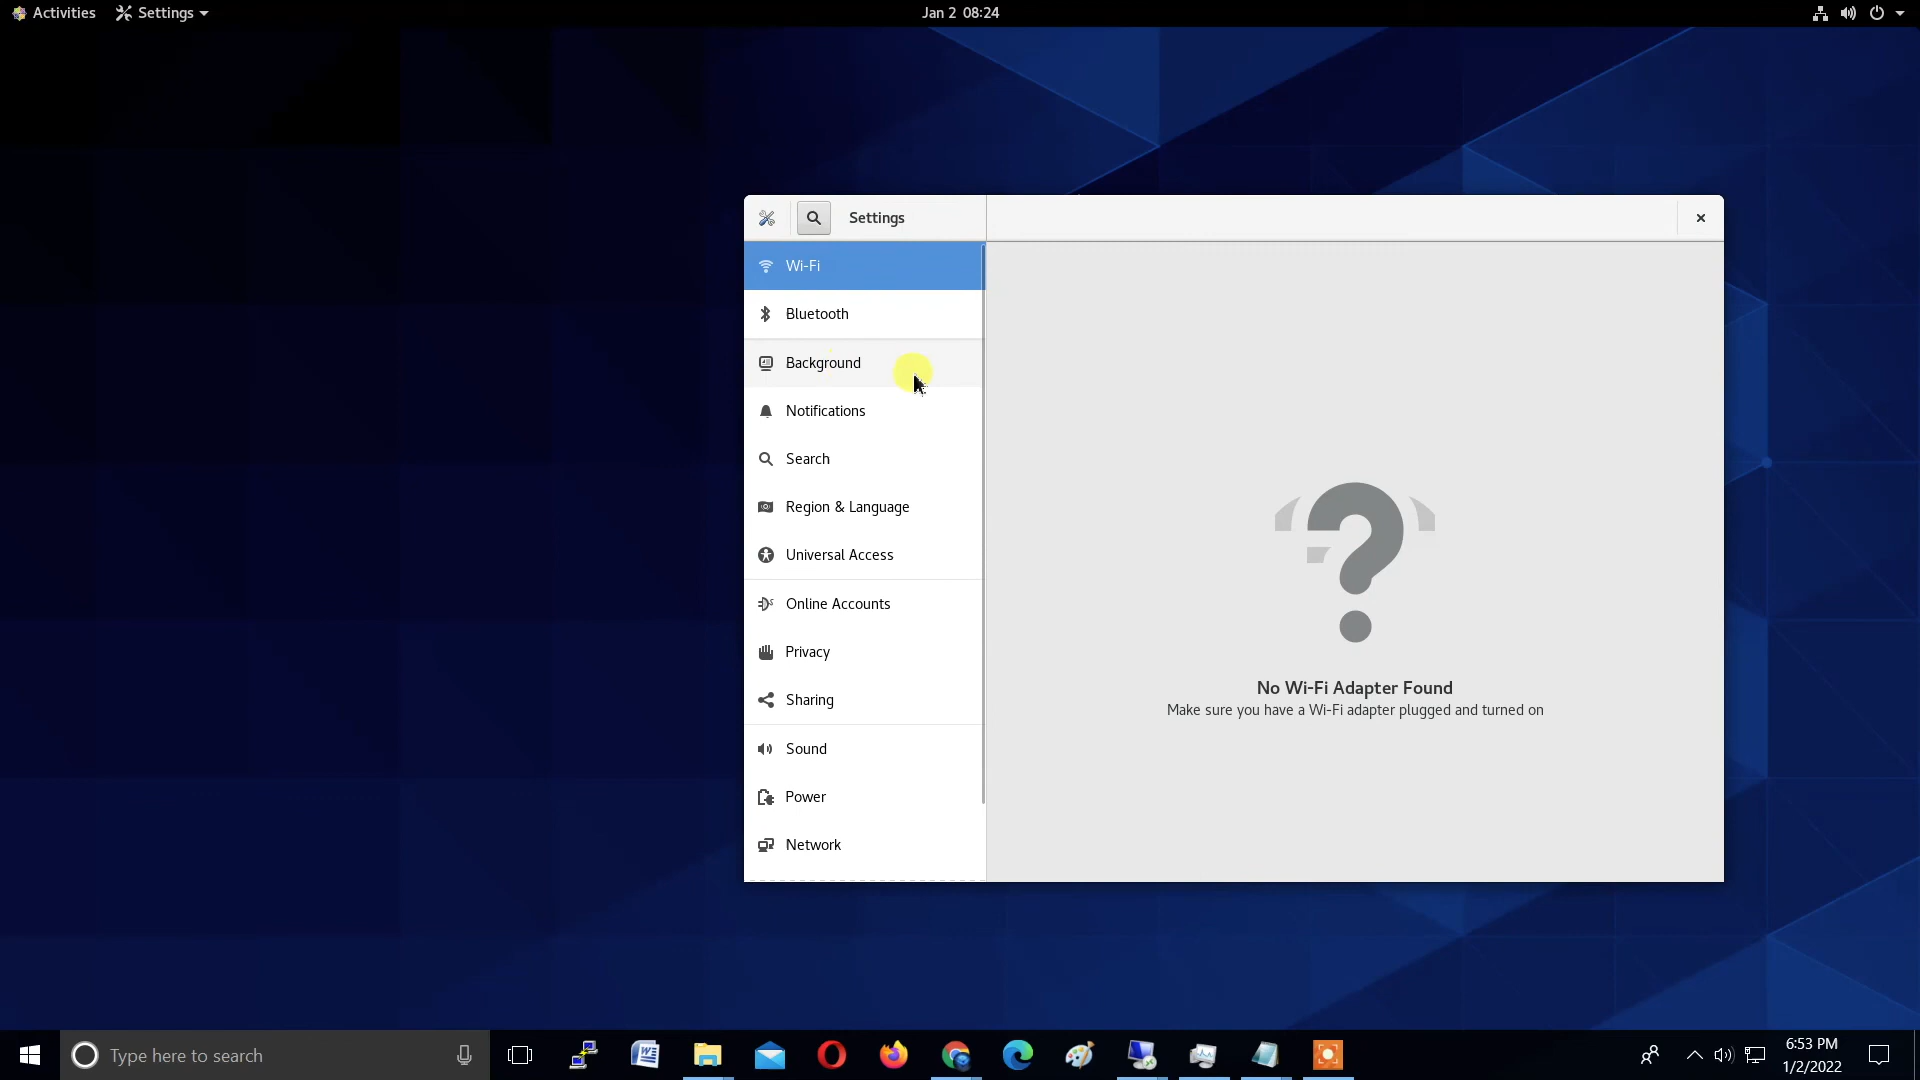 Activities
Settings
Jan 2 08:24
Settings
Wi-Fi
Bluetooth
Background
Notifications
Search
Region & Language
Universal Access
Online Accounts
Privacy
Sharing
Sound
Power
Network
No Wi-Fi Adapter Found
Make sure you have a Wi-Fi adapter plugged and turned on
Type here to search
6:53 PM
1/2/2022